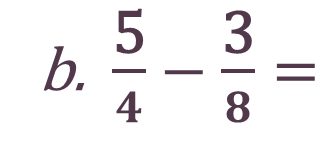 b. 5/4 − 3/8 =